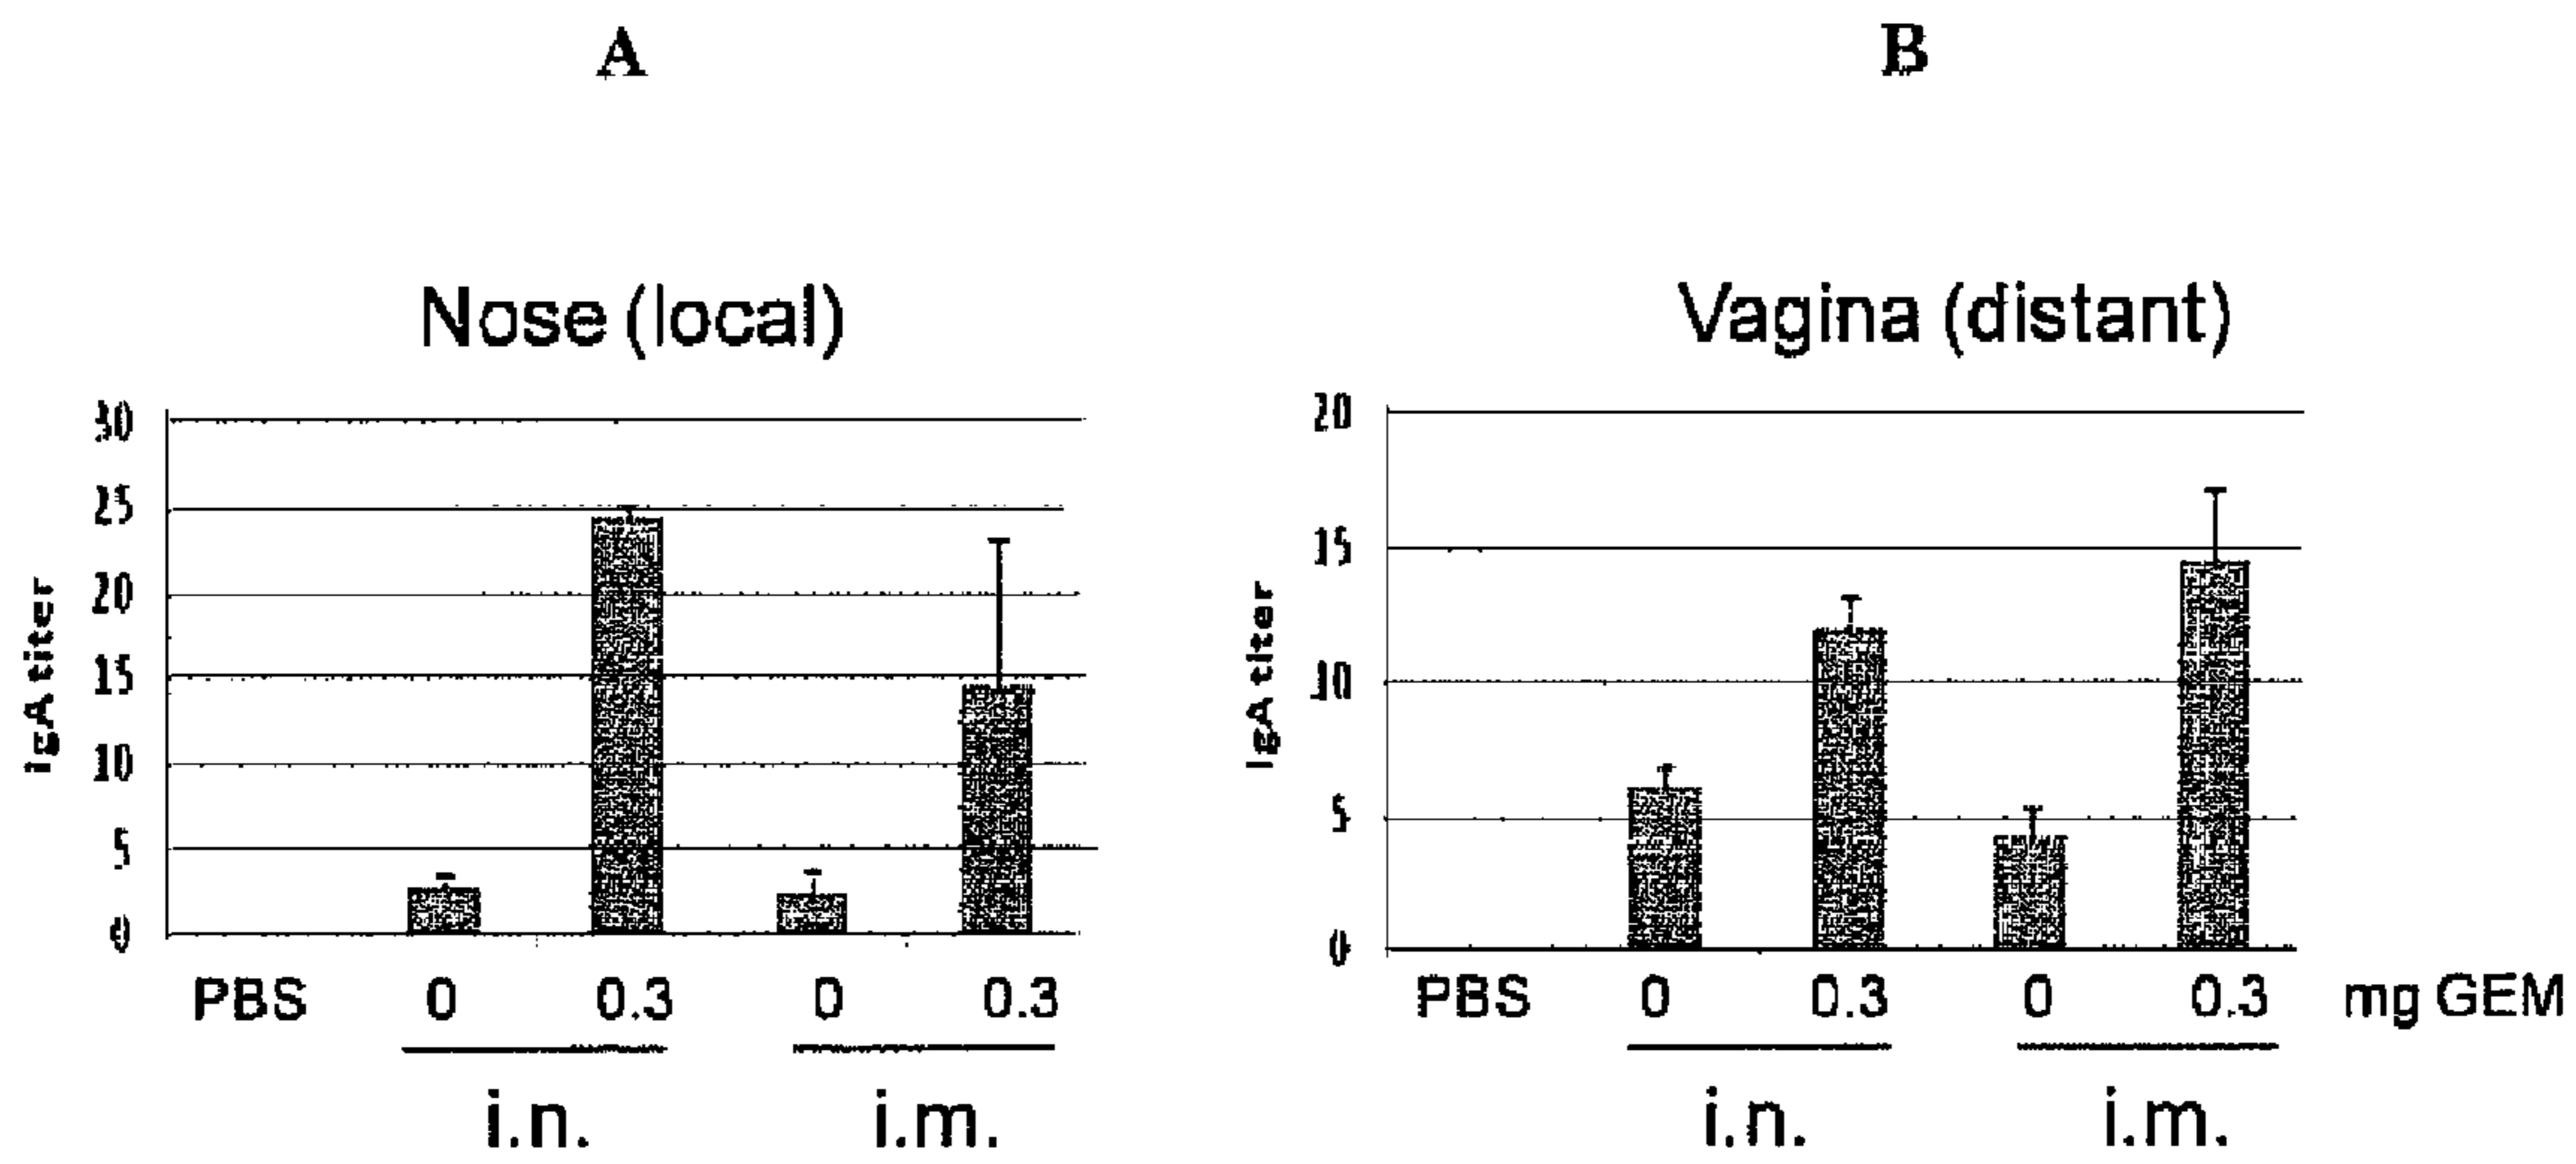 A
B
Nose (local)
Vagina (distant)
30
25
20
15
10
5
0
IgA titer
20
15
10
5
0
IgA titer
PBS 0 0.3 0 0.3
PBS 0 0.3 0 0.3 mg GEM
i.n. i.m.
i.n. i.m.